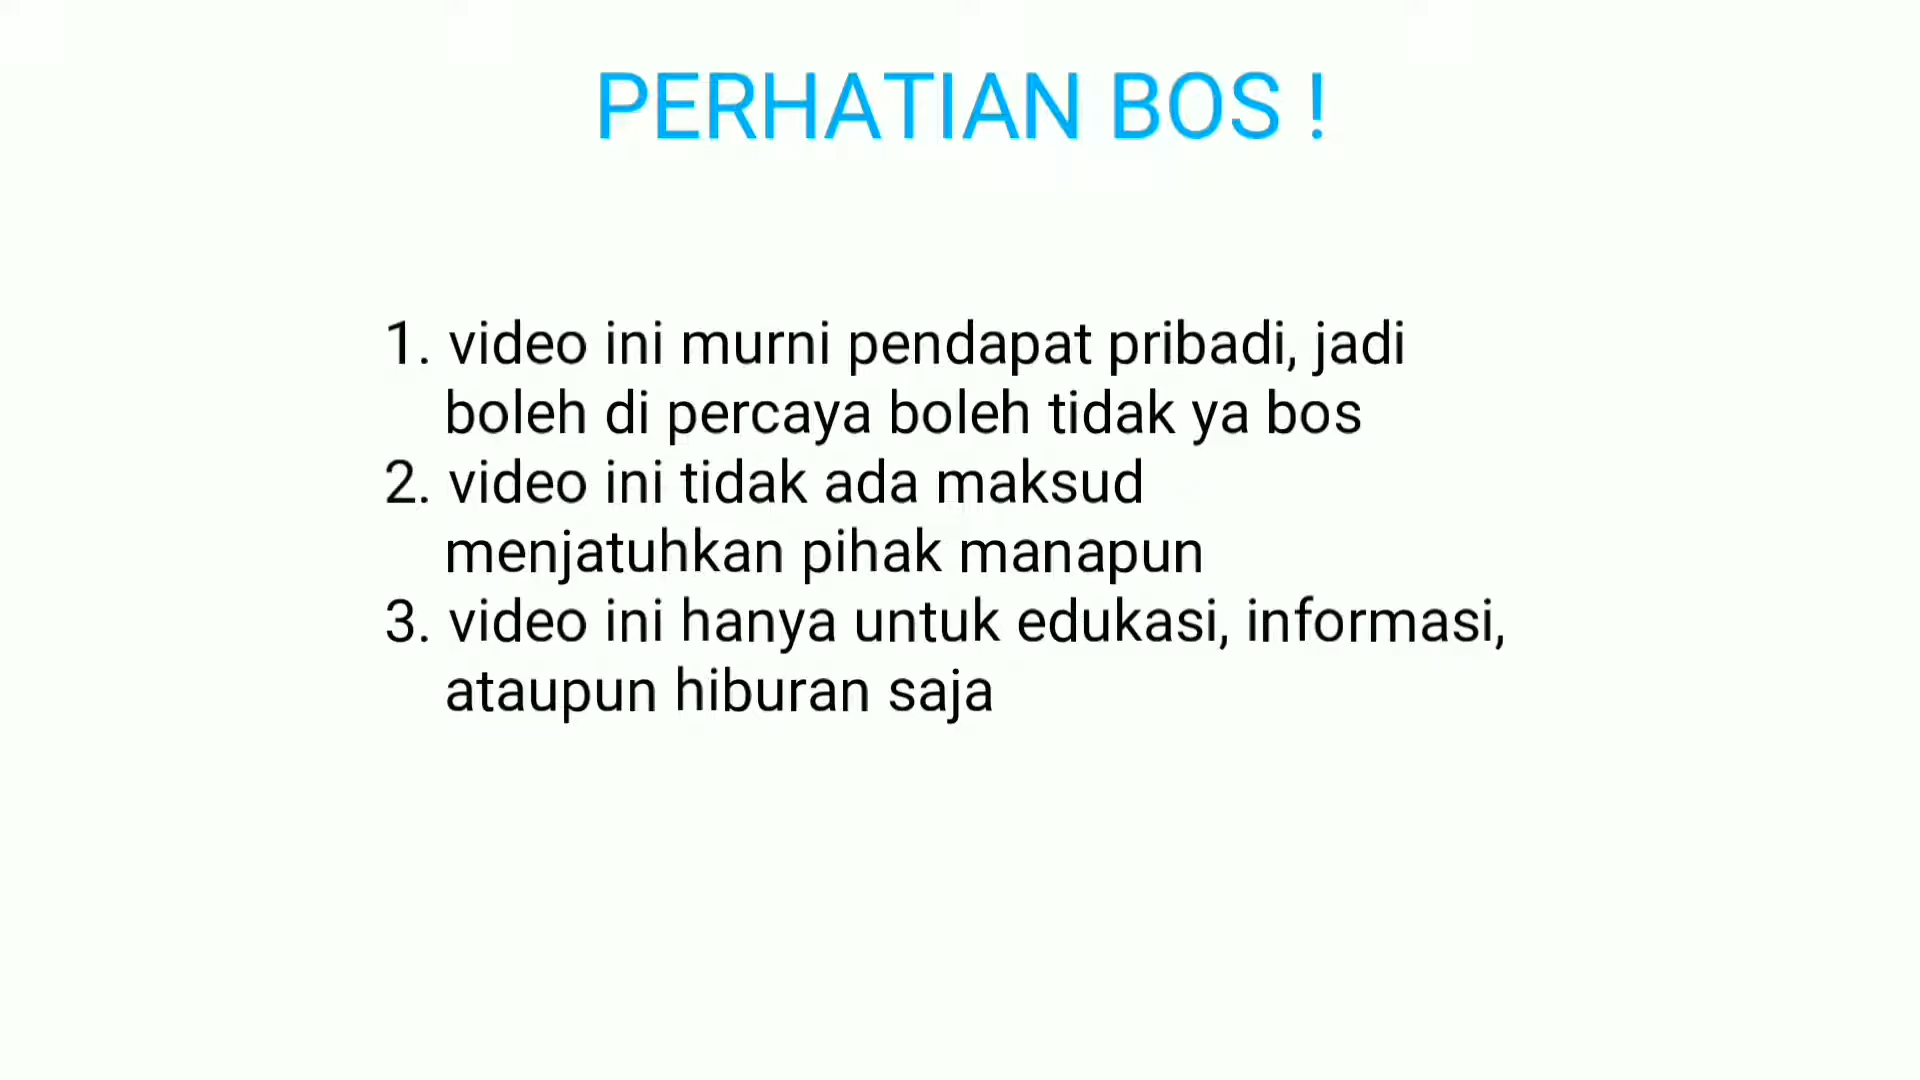 PERHATIAN BOS !
1. video ini murni pendapat pribadi, jadi
boleh di percaya boleh tidak ya bos
2. video ini tidak ada maksud
menjatuhkan pihak manapun
3. video ini hanya untuk edukasi, informasi,
ataupun hiburan saja